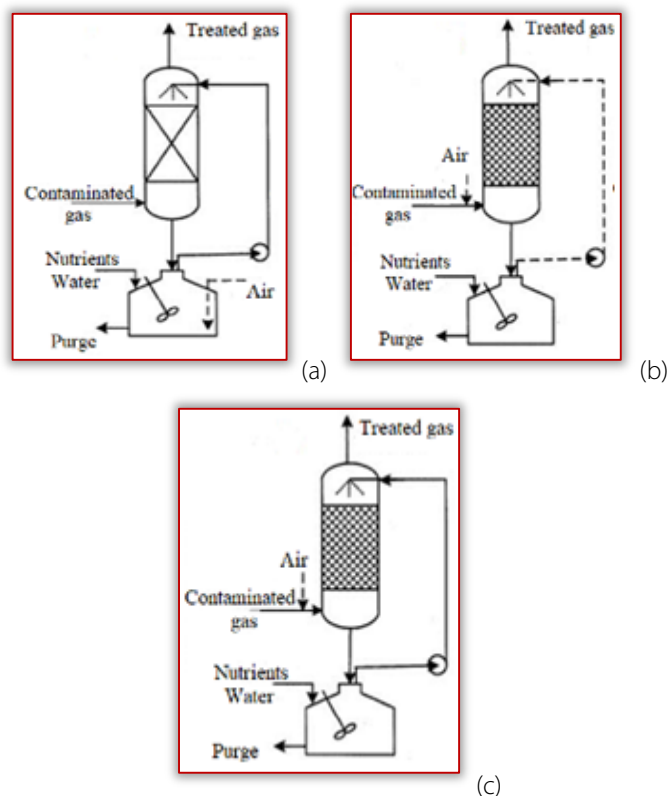 Treated gas
Contaminated
gas
Nutrients
Water
Air
Purge
(a)
Treated gas
Air
Contaminated
gas
Nutrients
Water
Purge
(b)
Treated gas
Air
Contaminated
gas
Nutrients
Water
Purge
(c)